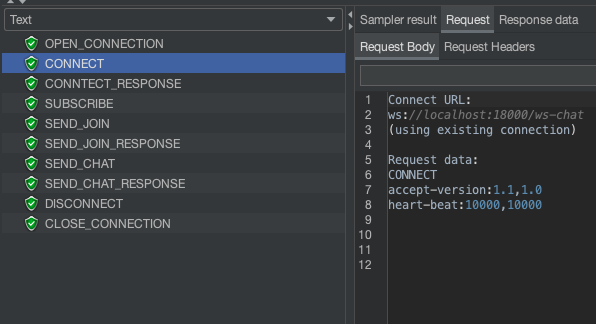 Text
OPEN_CONNECTION
CONNECT
CONNTECT_RESPONSE
SUBSCRIBE
SEND_JOIN
SEND_JOIN_RESPONSE
SEND_CHAT
SEND_CHAT_RESPONSE
DISCONNECT
CLOSE_CONNECTION
Sampler result Request Response data
Request Body Request Headers
1 Connect URL:
2 ws://localhost:18000/ws-chat
3 (using existing connection)
4
5 Request data:
6 CONNECT
7 accept-version:1.1,1.0
8 heart-beat:10000,10000
9
10
11
12